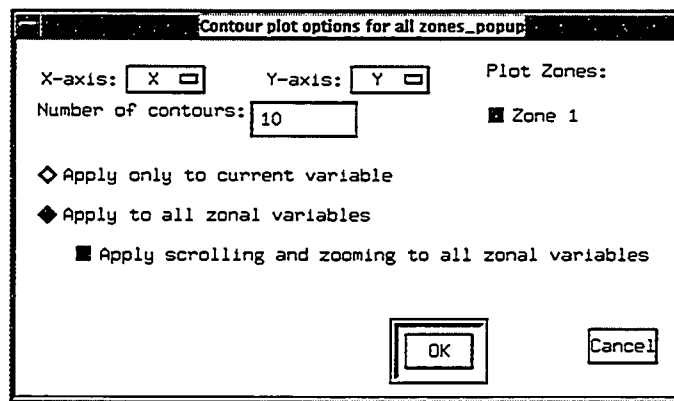 Contour plot options for all zones_popup
X-axis: X Y-axis: Y Plot Zones:
Number of contours: 10 Zone 1
Apply only to current variable
Apply to all zonal variables
Apply scrolling and zooming to all zonal variables
OK Cancel